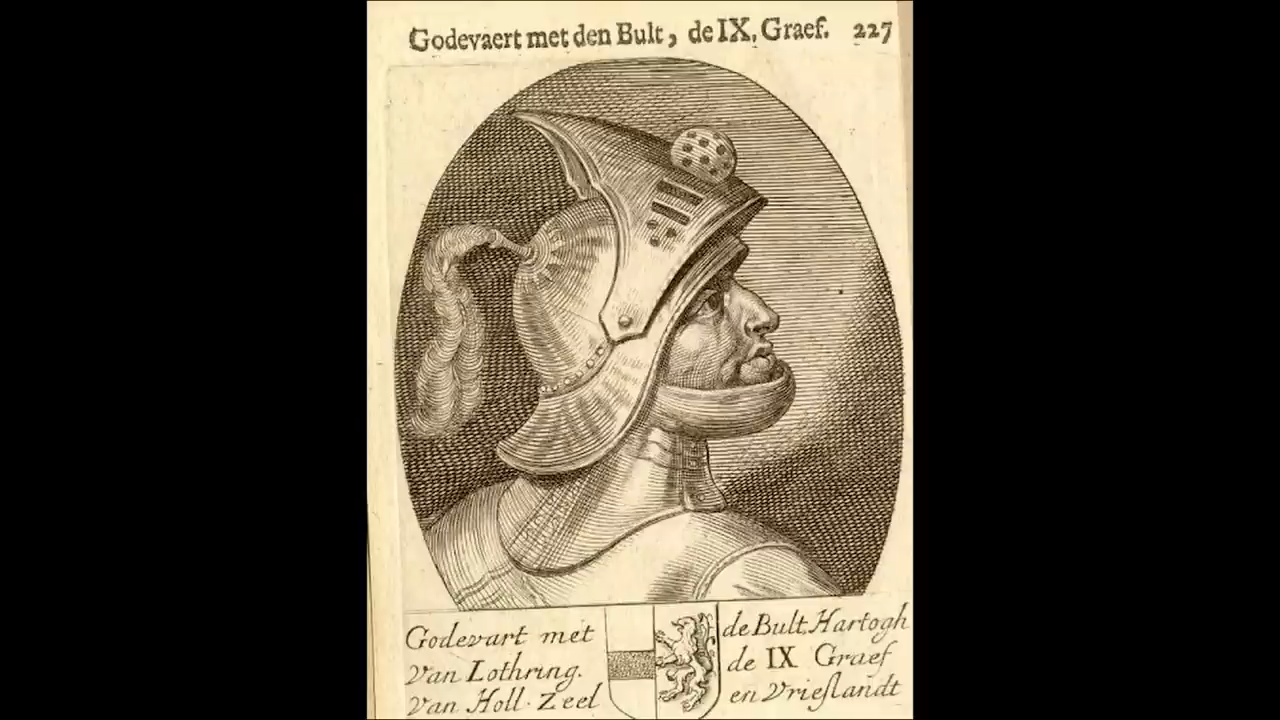 Godevaert met den Bult, de IX, Graef. 227
Godevart met de Bult, Hartogh
Van Lothring. de IX Graef
Van Holl. Zeel en Vrieslandt